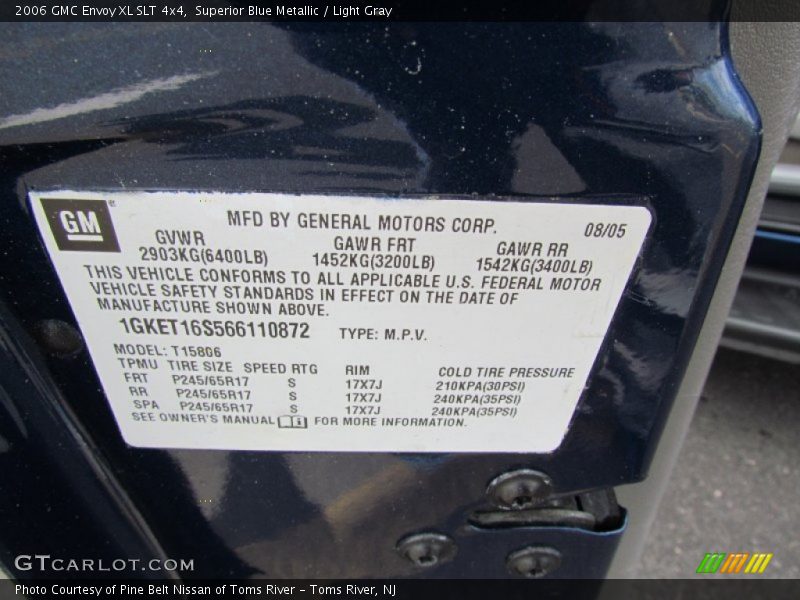 2006 GMC Envoy XL SLT 4x4,  Superior Blue Metallic / Light Gray
GM
MFD BY GENERAL MOTORS CORP. 08/05
GVWR GAWR FRT GAWR RR
2903KG(6400LB) 1452KG(3200LB) 1542KG(3400LB)
THIS VEHICLE CONFORMS TO ALL APPLICABLE U.S. FEDERAL MOTOR
VEHICLE SAFETY STANDARDS IN EFFECT ON THE DATE OF
MANUFACTURE SHOWN ABOVE.
1GKET16S566110872 TYPE: M.P.V.
MODEL: T15806
TPMU TIRE SIZE SPEED RTG RIM COLD TIRE PRESSURE
FRT P245/65R17 S 17X7J 210KPA(30PSI)
RR P245/65R17 S 17X7J 240KPA(35PSI)
SPA P245/65R17 S 17X7J 240KPA(35PSI)
SEE OWNER'S MANUAL FOR MORE INFORMATION.
GTCARLOT.COM
Photo Courtesy of Pine Belt Nissan of Toms River – Toms River, NJ